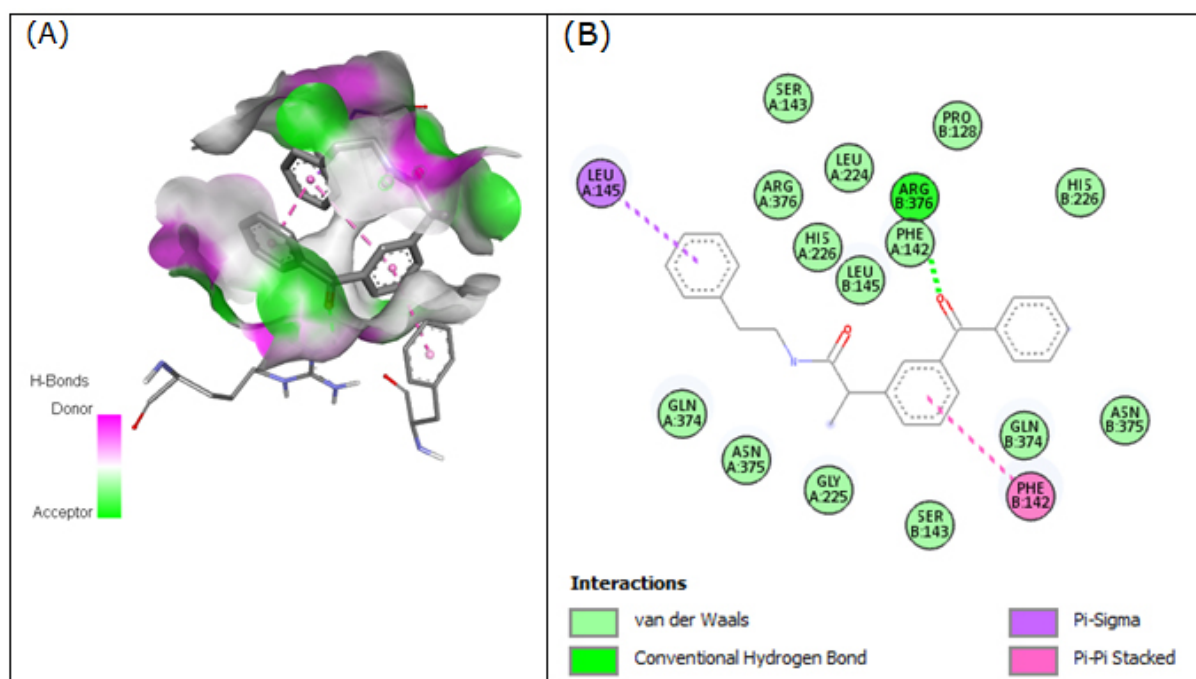 (A)
H-Bonds
Donor
Acceptor
(B)
SER
A:143
PRO
B:128
LEU
A:145
LEU
A:224
ARG
A:376
ARG
B:376
HIS
B:226
PHE
A:142
HIS
A:226
LEU
B:145
O
O
N
GLN
A:374
ASN
A:375
GLY
A:225
SER
B:143
GLN
B:374
ASN
B:375
PHE
B:142
Interactions
van der Waals
Conventional Hydrogen Bond
Pi-Sigma
Pi-Pi Stacked